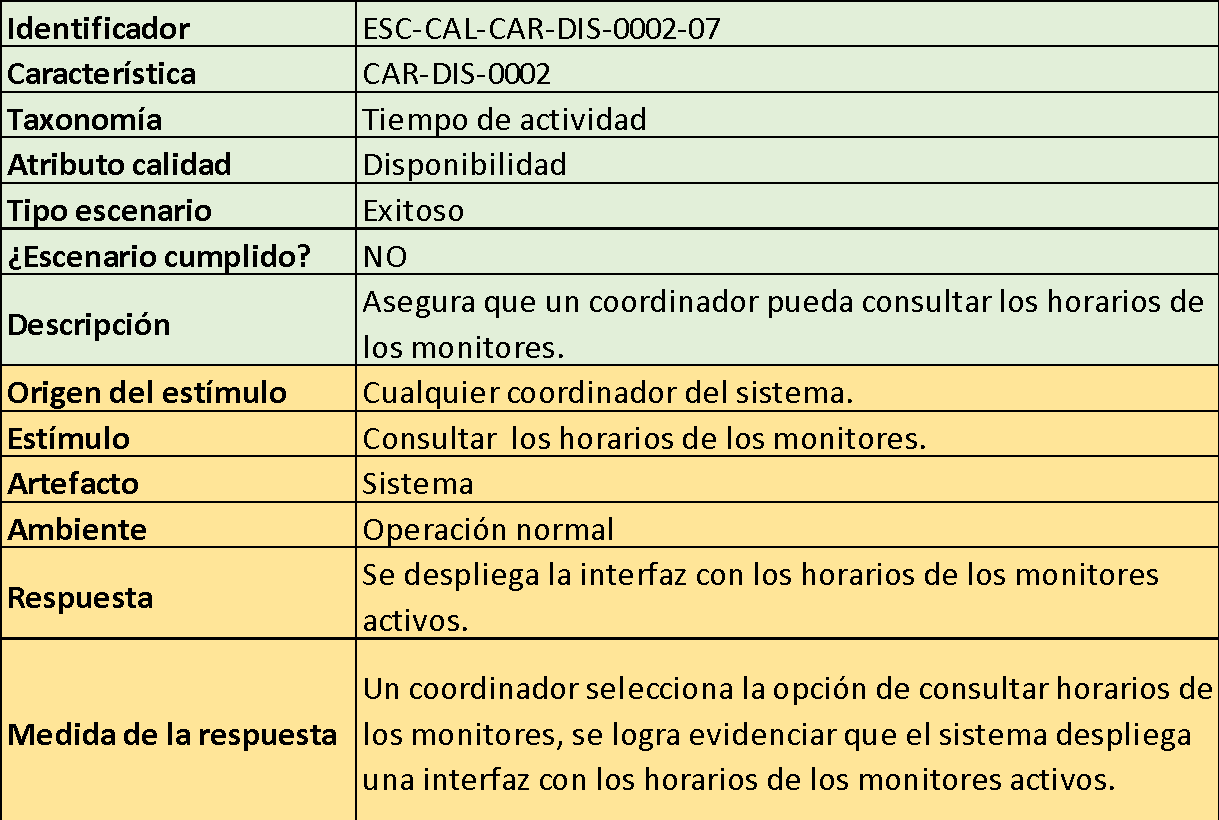 Identificador ESC-CAL-CAR-DIS-0002-07
Característica CAR-DIS-0002
Taxonomía Tiempo de actividad
Atributo calidad Disponibilidad
Tipo escenario Exitoso
¿Escenario cumplido? NO
Descripción Asegura que un coordinador pueda consultar los horarios de
los monitores.
Origen del estímulo Cualquier coordinador del sistema.
Estímulo Consultar  los horarios de los monitores.
Artefacto Sistema
Ambiente Operación normal
Respuesta Se despliega la interfaz con los horarios de los monitores
activos.
Medida de la respuesta Un coordinador selecciona la opción de consultar horarios de
los monitores, se logra evidenciar que el sistema despliega
una interfaz con los horarios de los monitores activos.